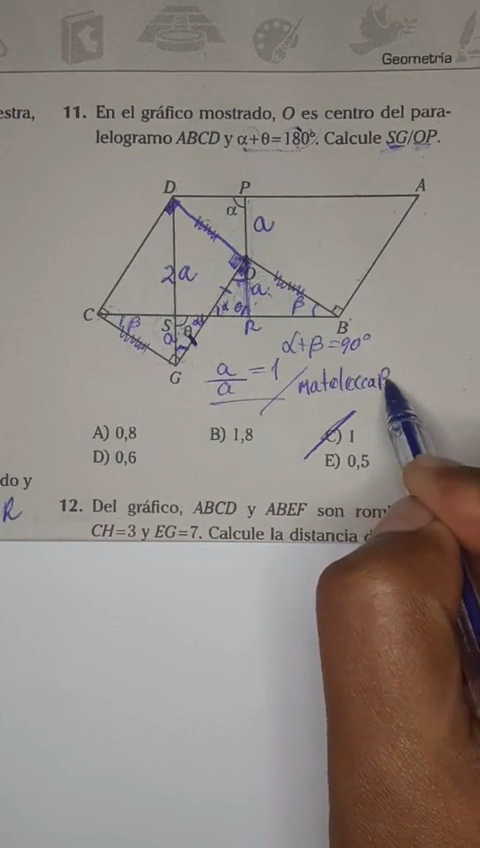 Geometría
estra,
11. En el gráfico mostrado, O es centro del para-
lelogramo ABCD y α+θ=180°. Calcule SG/OP.
D P A
α a
2a
O a
C β S θ α α θ R β B
a
G
α+β=90°
a/a = 1
Mateleccar
A) 0,8 B) 1,8 C) 1
D) 0,6 E) 0,5
do y
R
12. Del gráfico, ABCD y ABEF son rom
CH=3 y EG=7. Calcule la distancia d